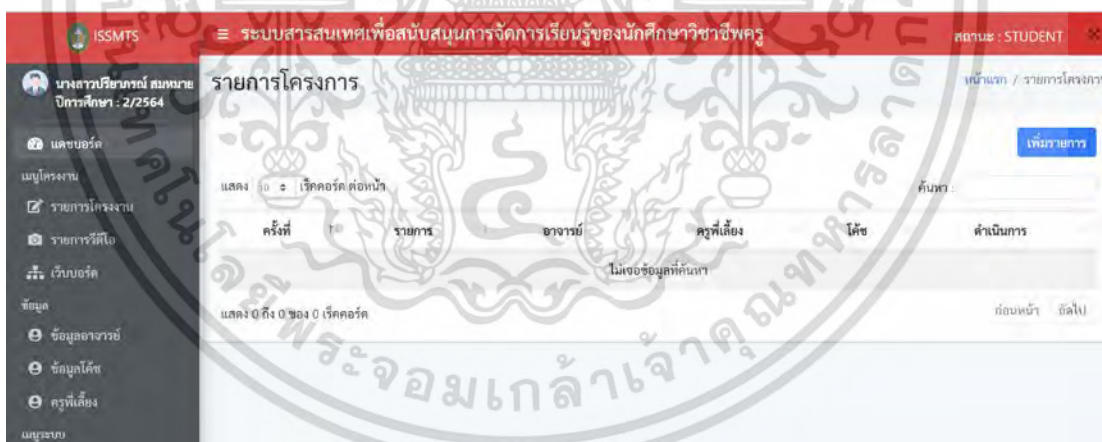 ISSMTS
≡ ระบบสารสนเทศเพื่อสนับสนุนการจัดการเรียนรู้ของนักศึกษาวิชาชีพครู
สถานะ : STUDENT
นางสาวปรียาภรณ์ สมหมาย
ปีการศึกษา : 2/2564
แดชบอร์ด
เมนูโครงงาน
รายการโครงงาน
รายการวีดีโอ
เว็บบอร์ด
ข้อมูล
ข้อมูลอาจารย์
ข้อมูลโค้ช
ครูพี่เลี้ยง
เมนูระบบ
รายการโครงการ
หน้าแรก / รายการโครงการ
เพิ่มรายการ
แสดง 10 เร็คคอร์ด ต่อหน้า
ค้นหา :
ครั้งที่ รายการ อาจารย์ ครูพี่เลี้ยง โค้ช ดำเนินการ
ไม่เจอข้อมูลที่ค้นหา
แสดง 0 ถึง 0 ของ 0 เร็คคอร์ด
ก่อนหน้า ถัดไป